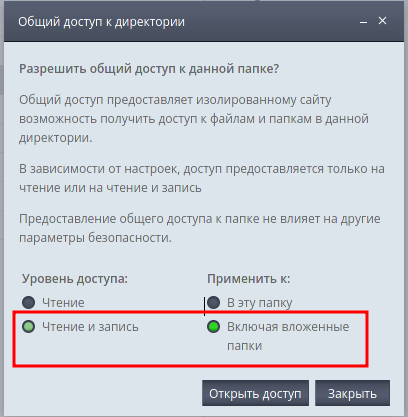 Общий доступ к директории
Разрешить общий доступ к данной папке?
Общий доступ предоставляет изолированному сайту
возможность получить доступ к файлам и папкам в данной
директории.
В зависимости от настроек, доступ предоставляется только на
чтение или на чтение и запись
Предоставление общего доступа к папке не влияет на другие
параметры безопасности.
Уровень доступа:
Чтение
Чтение и запись
Применить к:
В эту папку
Включая вложенные
папки
Открыть доступ
Закрыть